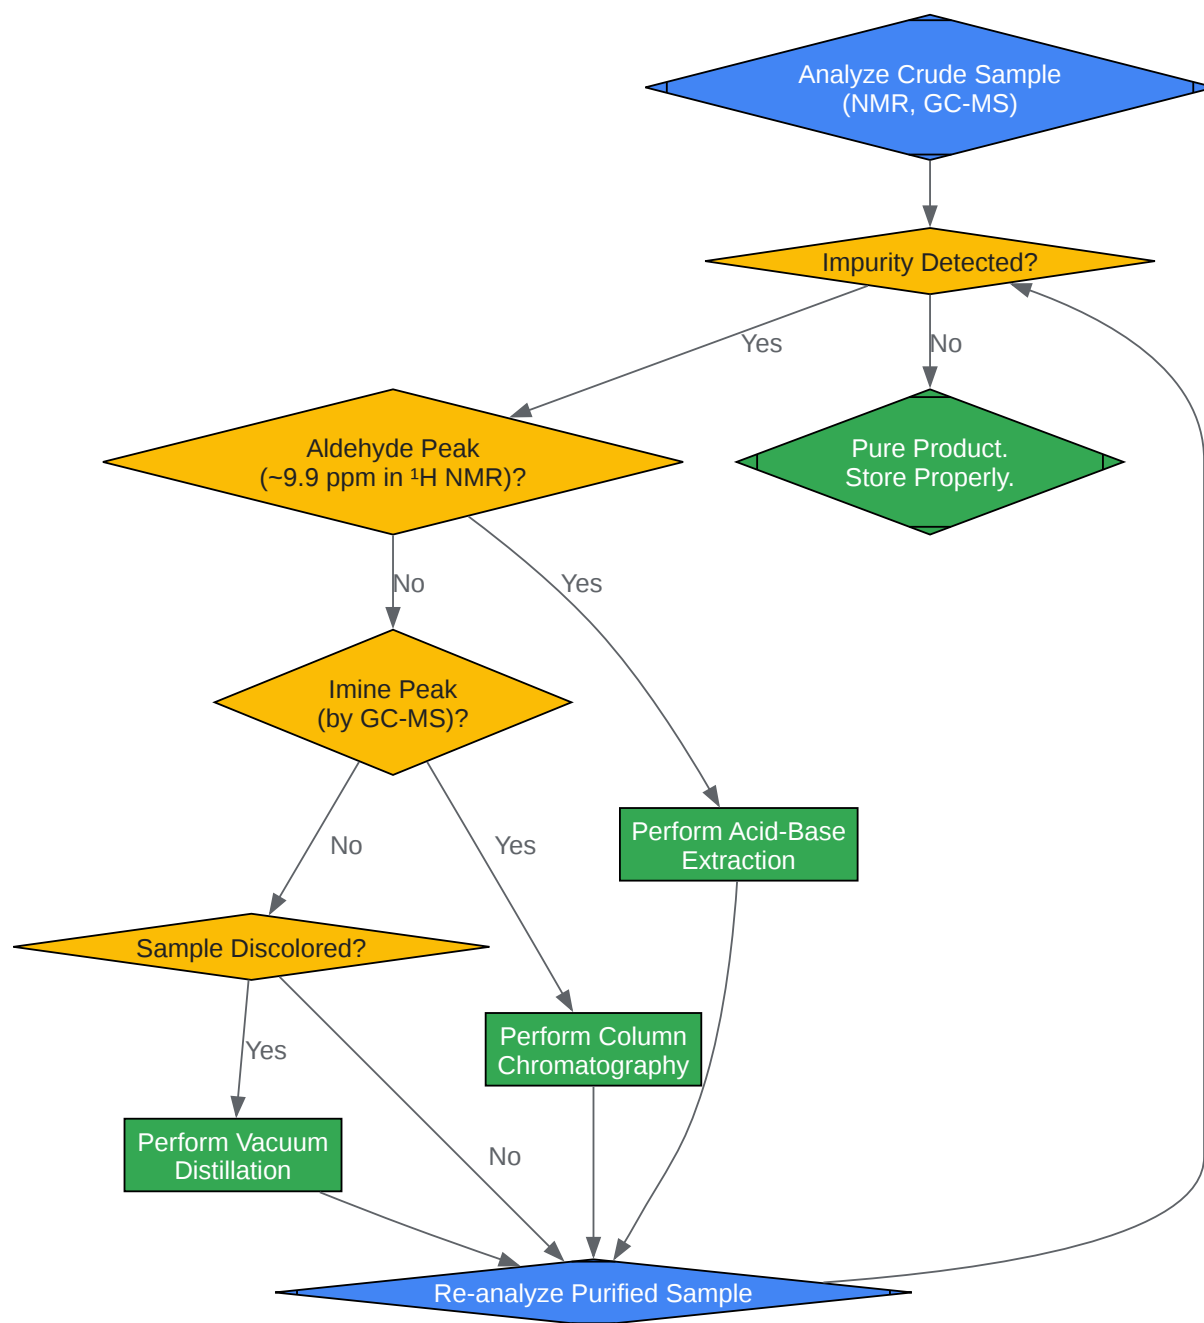 Analyze Crude Sample
(NMR, GC-MS)
Impurity Detected?
Yes
No
Aldehyde Peak
(~9.9 ppm in ¹H NMR)?
Pure Product.
Store Properly.
No
Yes
Imine Peak
(by GC-MS)?
Perform Acid-Base
Extraction
No
Yes
Sample Discolored?
Perform Column
Chromatography
Yes
Perform Vacuum
Distillation
No
Re-analyze Purified Sample